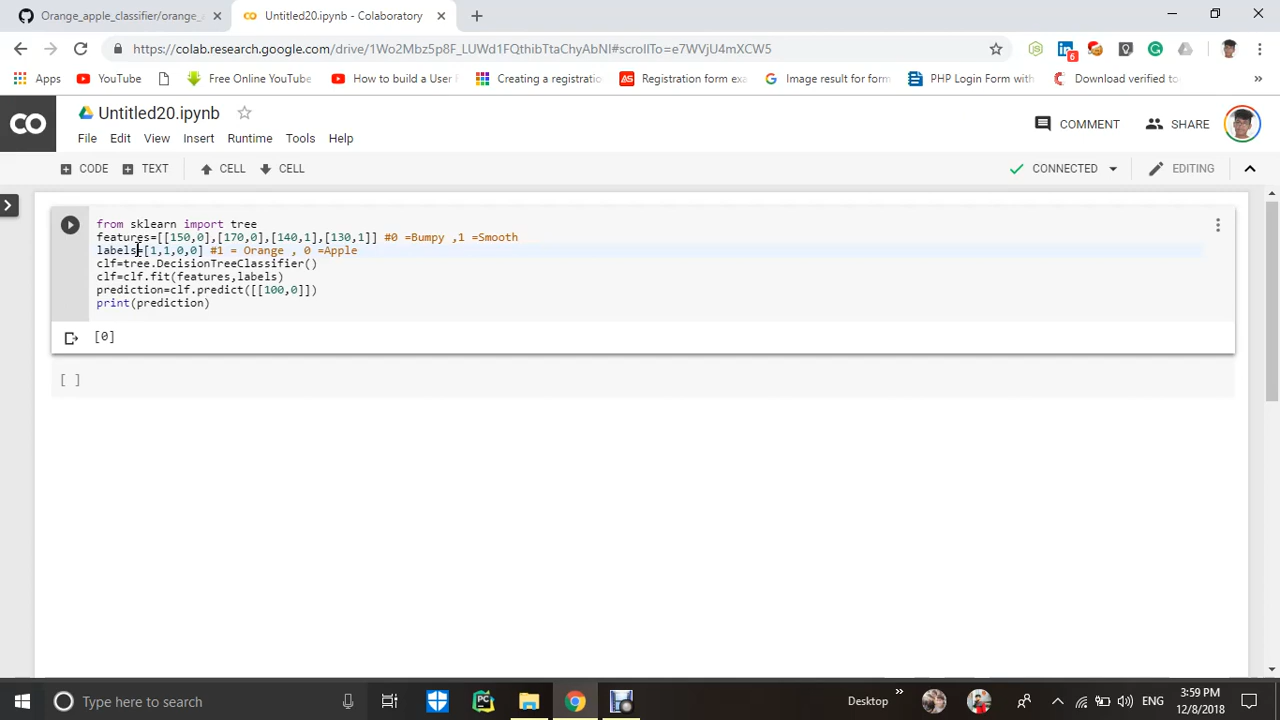 Orange_apple_classifier/orange_
Untitled20.ipynb - Colaboratory
https://colab.research.google.com/drive/1Wo2Mbz5p8F_LUWd1FQthibTtaChyAbNI#scrollTo=e7WVjU4mXCW5
6
Apps YouTube Free Online YouTube How to build a User Creating a registratio Registration form exa Image result for form PHP Login Form with Download verified to »
CO
Untitled20.ipynb
COMMENT SHARE
File Edit View Insert Runtime Tools Help
CODE TEXT CELL CELL CONNECTED EDITING
from sklearn import tree
features=[[150,0],[170,0],[140,1],[130,1]] #0 =Bumpy ,1 =Smooth
labels=[1,1,0,0] #1 = Orange , 0 =Apple
clf=tree.DecisionTreeClassifier()
clf=clf.fit(features,labels)
prediction=clf.predict([[100,0]])
print(prediction)
[0]
[ ]
Type here to search
PC
Desktop » ENG
3:59 PM
12/8/2018